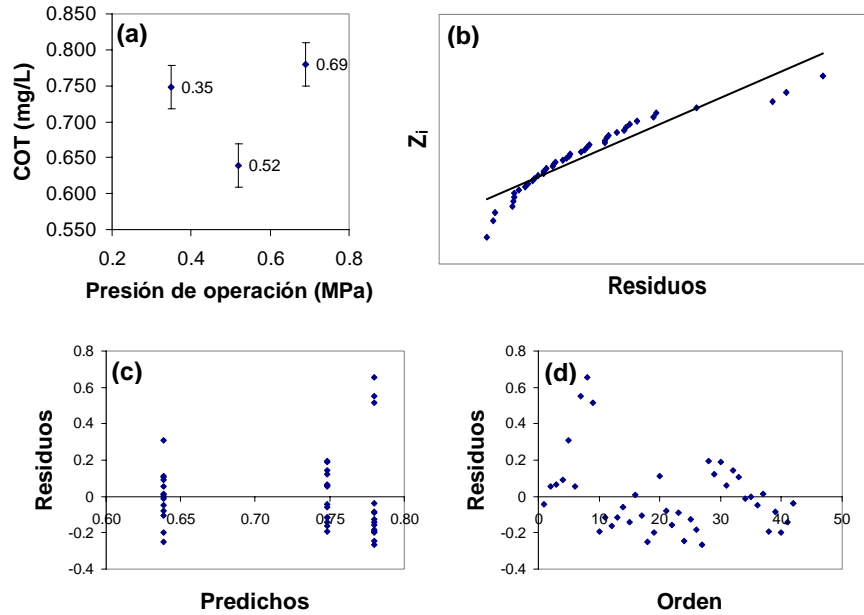 (a)
COT (mg/L)
0.850
0.800
0.750
0.700
0.650
0.600
0.550
0.35
0.52
0.69
0.2 0.4 0.6 0.8
Presión de operación (MPa)
(b)
Zi
Residuos
(c)
Residuos
0.8
0.6
0.4
0.2
0
-0.2
-0.4
0.60 0.65 0.70 0.75 0.80
Predichos
(d)
Residuos
0.8
0.6
0.4
0.2
0
-0.2
-0.4
0 10 20 30 40 50
Orden